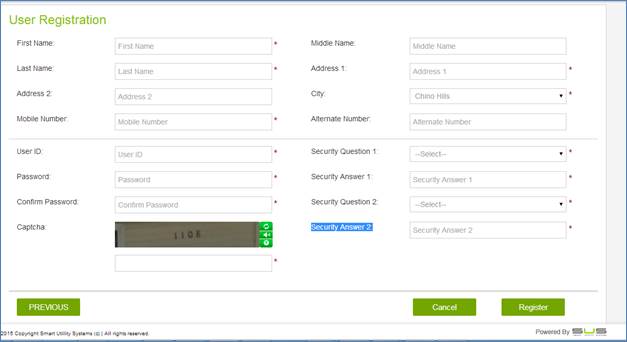 User Registration
First Name: First Name * Middle Name: Middle Name
Last Name: Last Name * Address 1: Address 1 *
Address 2: Address 2 City: Chino Hills *
Mobile Number: Mobile Number * Alternate Number: Alternate Number
User ID: User ID * Security Question 1: --Select-- *
Password: Password * Security Answer 1: Security Answer 1 *
Confirm Password: Confirm Password * Security Question 2: --Select-- *
Captcha: 1108 Security Answer 2: Security Answer 2 *
*
PREVIOUS Cancel Register
2015 Copyright Smart Utility Systems (c) | All rights reserved. Powered By SUS